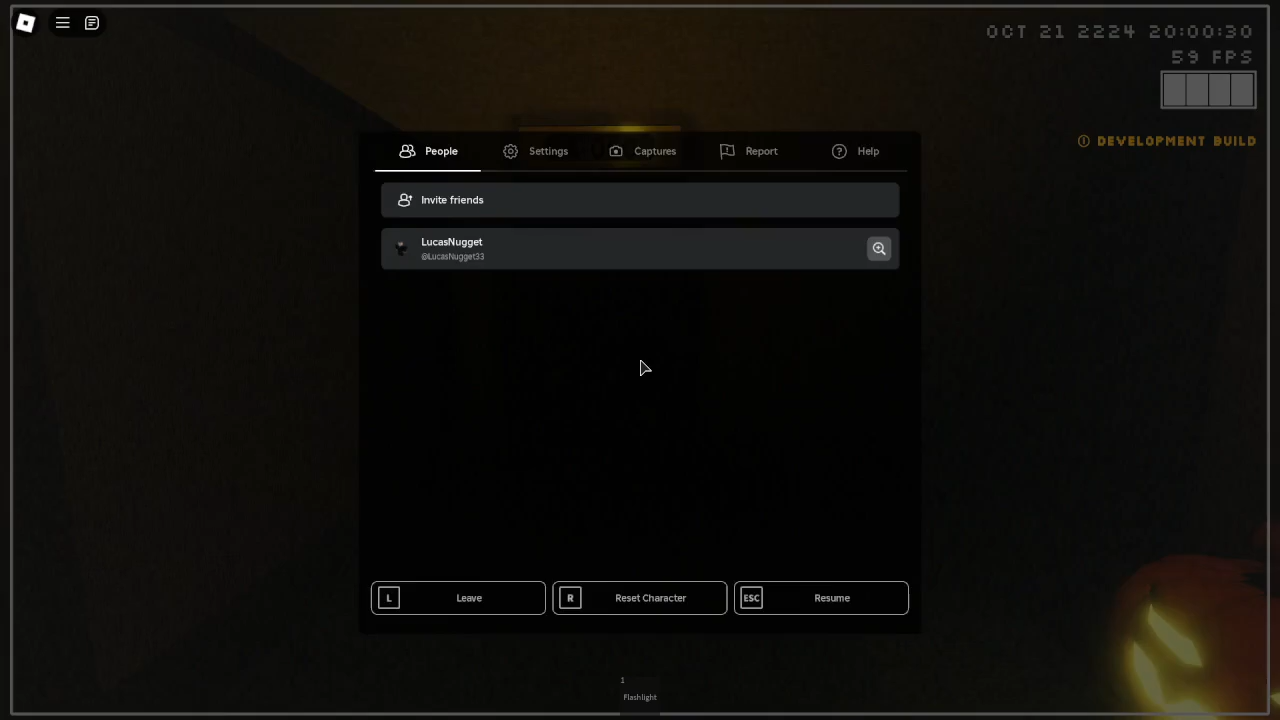 OCT 21 2224 20:00:30
59 FPS
DEVELOPMENT BUILD
People Settings Captures Report Help
Invite friends
LucasNugget
@LucasNugget33
L Leave R Reset Character ESC Resume
1
Flashlight